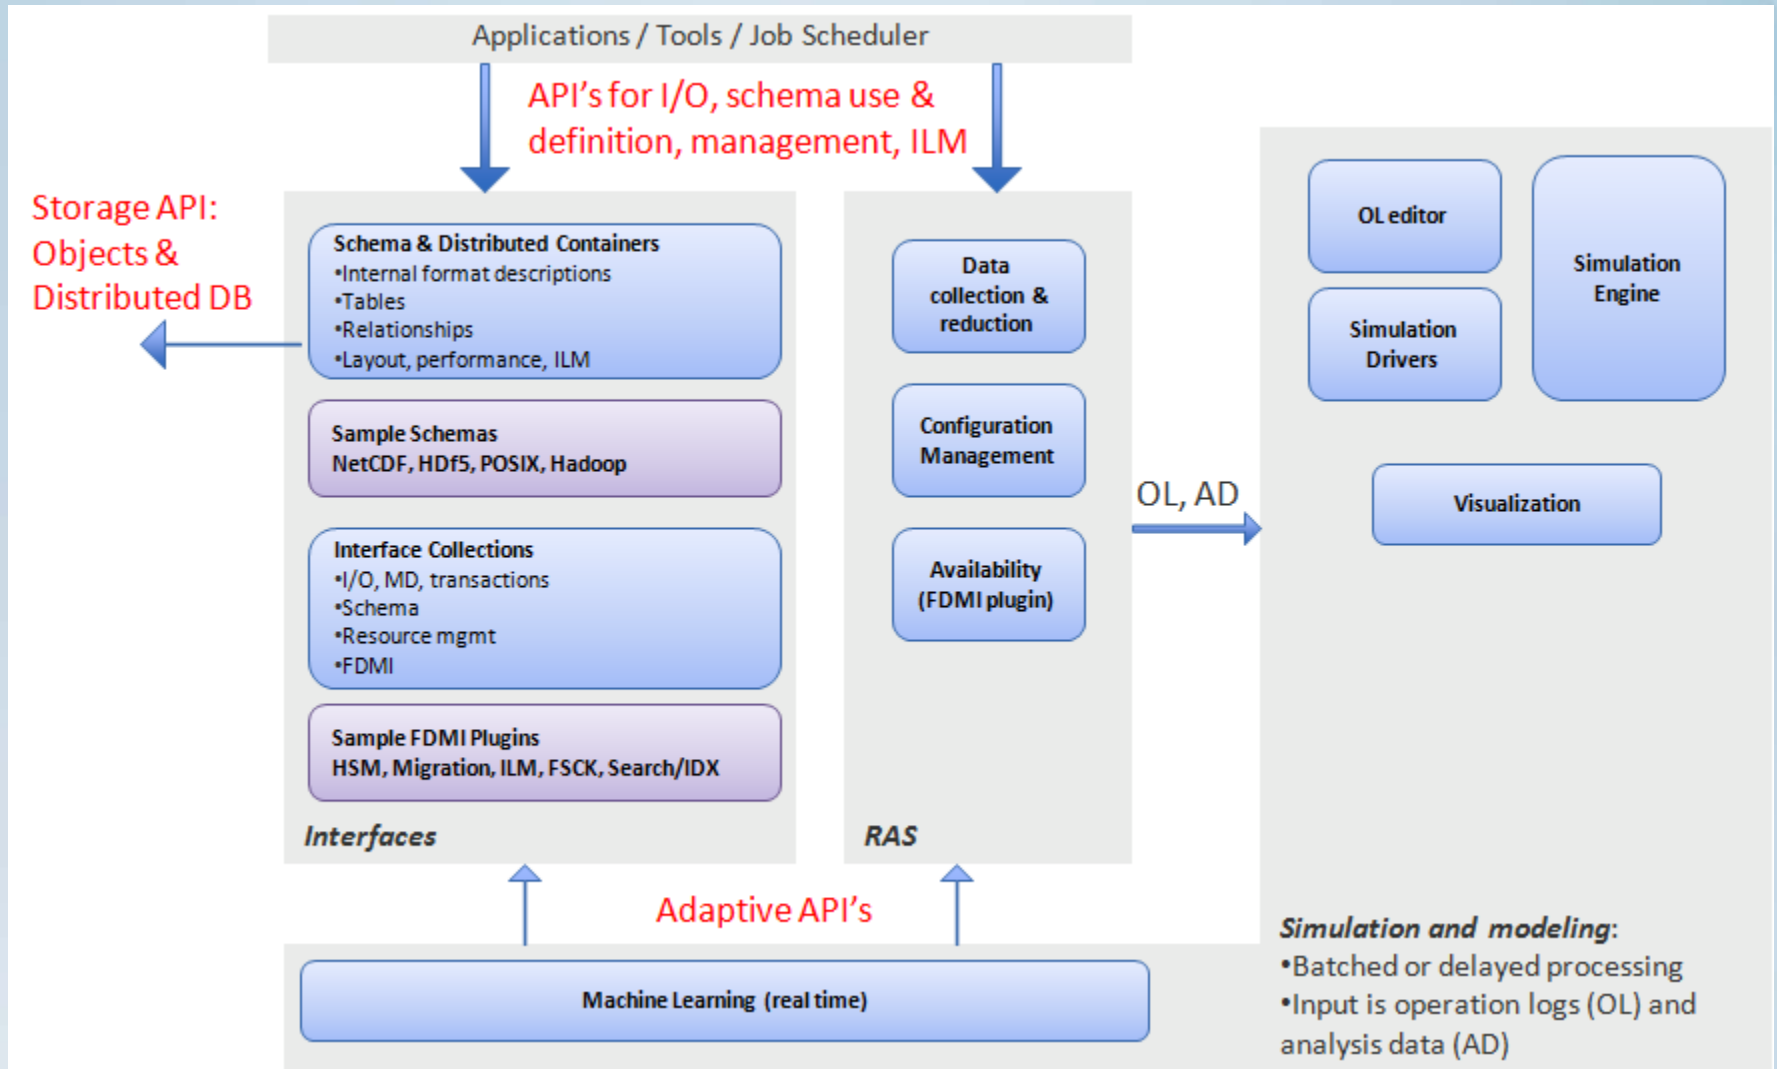 Applications / Tools / Job Scheduler
API's for I/O, schema use &
definition, management, ILM
Storage API:
Objects &
Distributed DB
Schema & Distributed Containers
•Internal format descriptions
•Tables
•Relationships
•Layout, performance, ILM
Sample Schemas
NetCDF, HDf5, POSIX, Hadoop
Interface Collections
•I/O, MD, transactions
•Schema
•Resource mgmt
•FDMI
Sample FDMI Plugins
HSM, Migration, ILM, FSCK, Search/IDX
Interfaces
Data
collection &
reduction
Configuration
Management
Availability
(FDMI plugin)
RAS
OL, AD
OL editor
Simulation
Drivers
Simulation
Engine
Visualization
Adaptive API's
Machine Learning (real time)
Simulation and modeling:
•Batched or delayed processing
•Input is operation logs (OL) and
analysis data (AD)